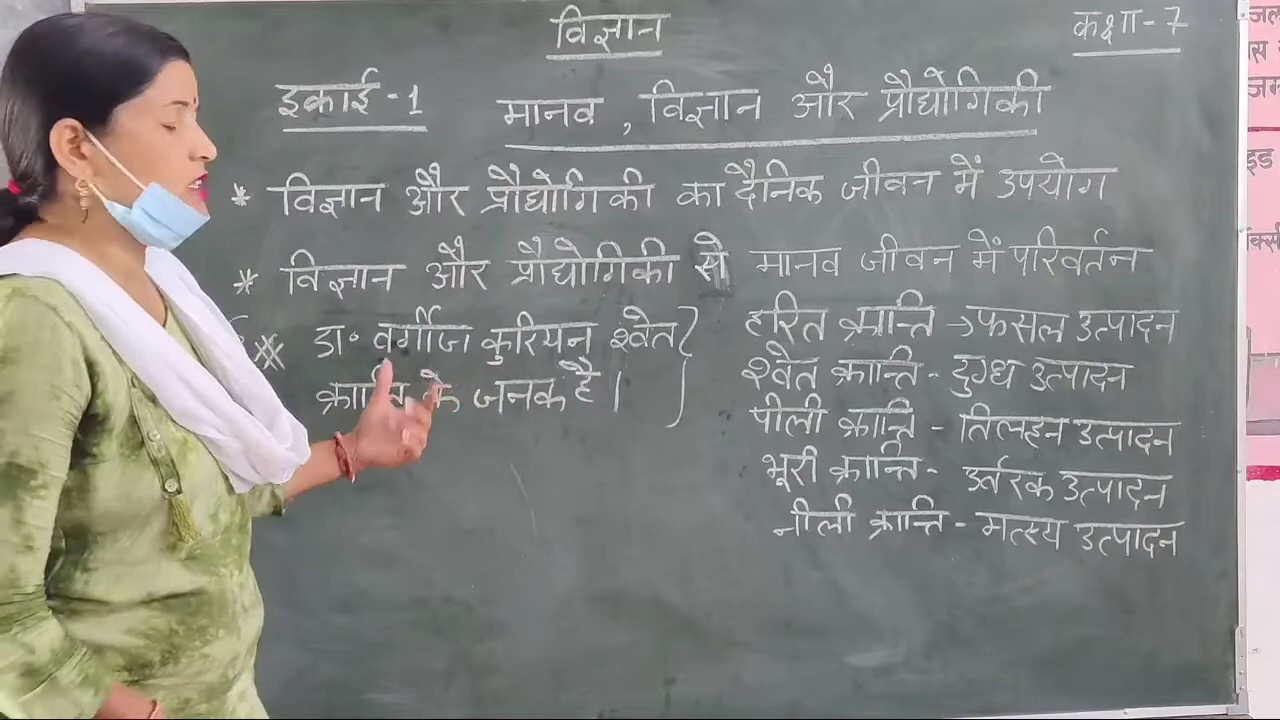 विज्ञान
कक्षा-7
इकाई-1 मानव, विज्ञान और प्रौद्योगिकी
* विज्ञान और प्रौद्योगिकी का दैनिक जीवन में उपयोग
* विज्ञान और प्रौद्योगिकी से मानव जीवन में परिवर्तन
डा॰ वर्गीज कुरियन श्वेत
क्रान्ति के जनक है।
हरित क्रान्ति → फसल उत्पादन
श्वेत क्रान्ति - दुग्ध उत्पादन
पीली क्रान्ति - तिलहन उत्पादन
भूरी क्रान्ति - उर्वरक उत्पादन
नीली क्रान्ति - मत्स्य उत्पादन